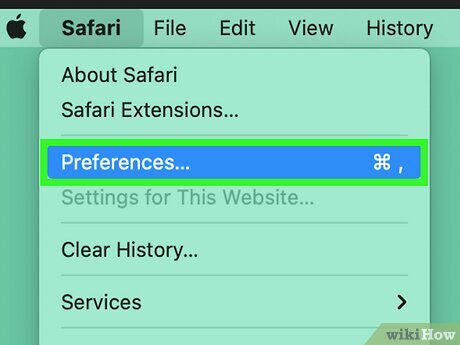 Safari File Edit View History
About Safari
Safari Extensions...
Preferences... ⌘ ,
Settings for This Website...
Clear History...
Services
wikiHow